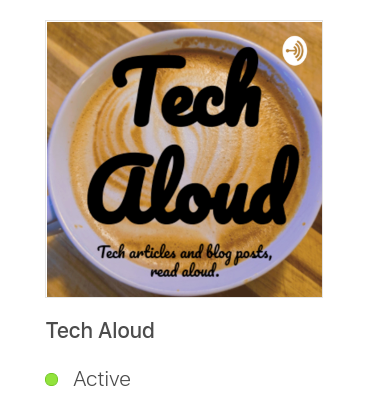 Tech
Aloud
Tech articles and blog posts,
read aloud.
Tech Aloud
Active